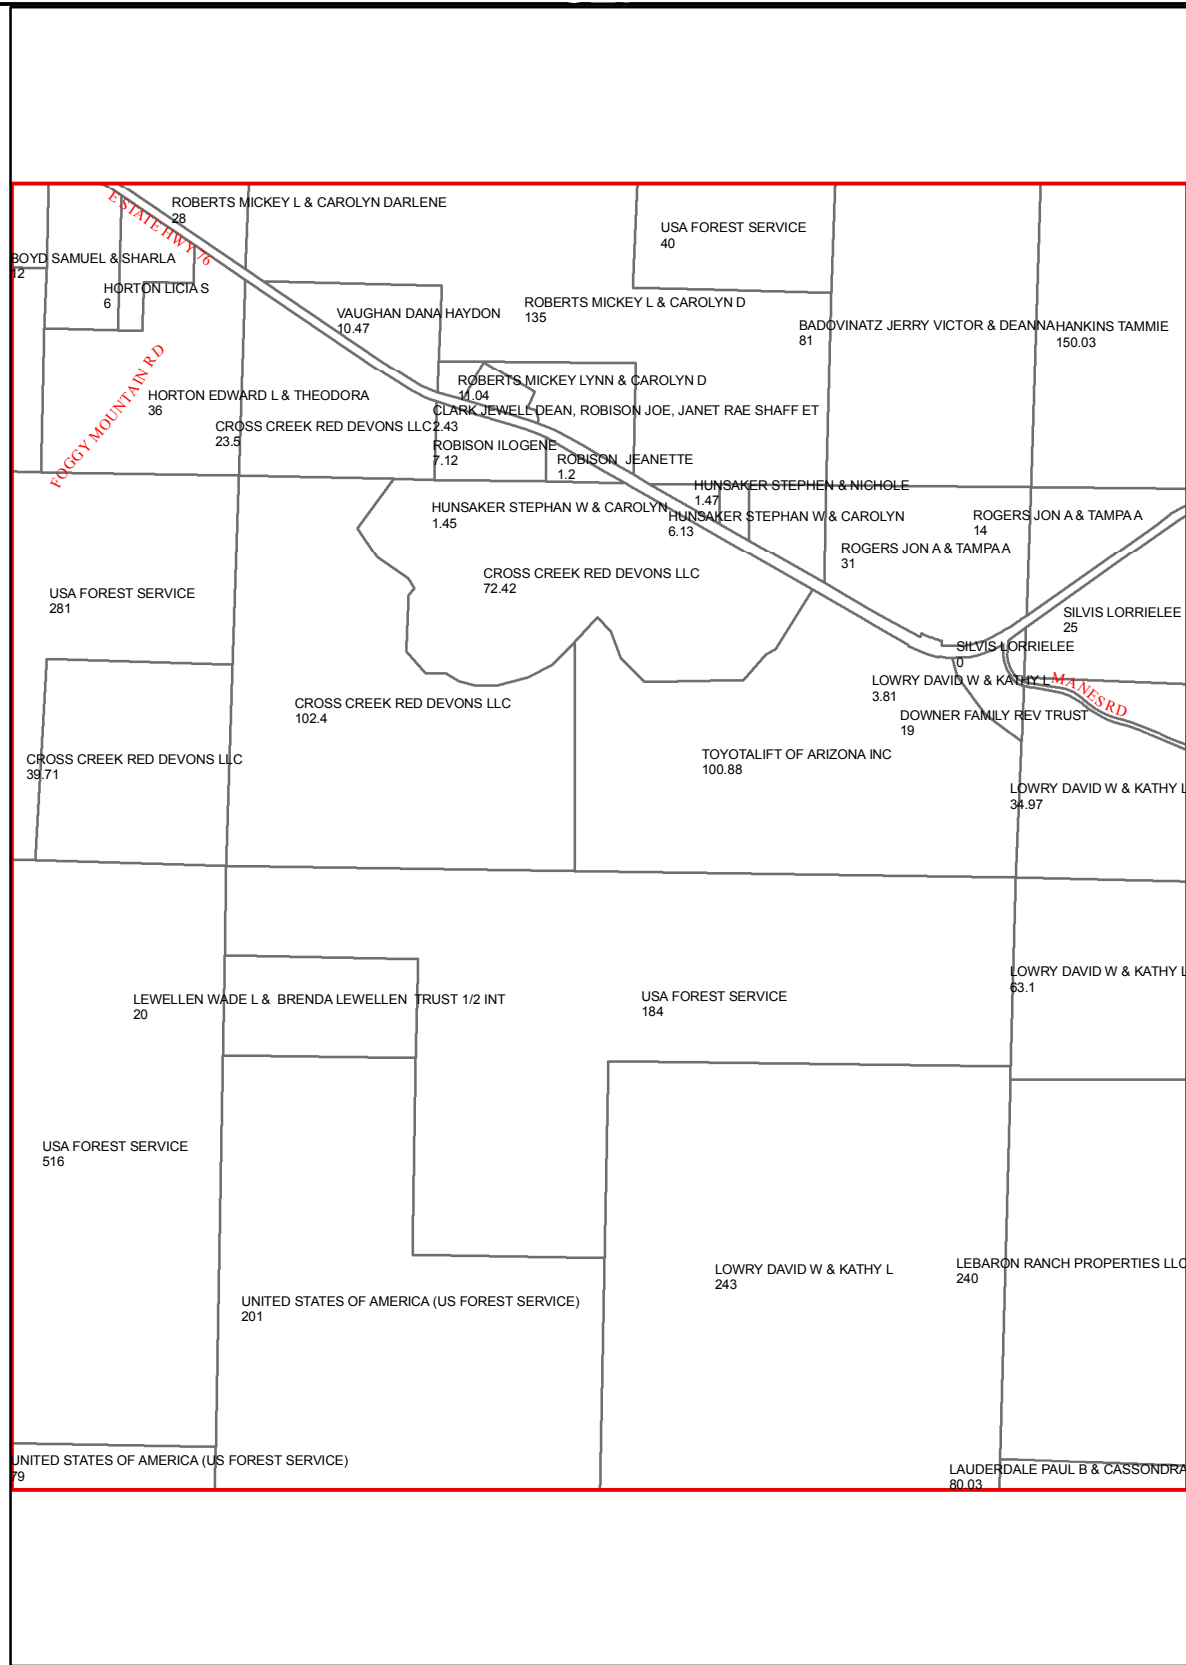 ROBERTS MICKEY L & CAROLYN DARLENE
28
E STATE HWY 76
USA FOREST SERVICE
40
BOYD SAMUEL & SHARLA
12
HORTON LICIA S
6
VAUGHAN DANA HAYDON
10.47
ROBERTS MICKEY L & CAROLYN D
135
BADOVINATZ JERRY VICTOR & DEANNA
81
HANKINS TAMMIE
150.03
FOGGY MOUNTAIN RD
HORTON EDWARD L & THEODORA
36
ROBERTS MICKEY LYNN & CAROLYN D
11.04
CLARK JEWELL DEAN, ROBISON JOE, JANET RAE SHAFF ET
2.43
CROSS CREEK RED DEVONS LLC
23.5
ROBISON ILOGENE
7.12
ROBISON JEANETTE
1.2
HUNSAKER STEPHEN & NICHOLE
1.47
HUNSAKER STEPHAN W & CAROLYN
1.45
HUNSAKER STEPHAN W & CAROLYN
6.13
ROGERS JON A & TAMPA A
14
ROGERS JON A & TAMPA A
31
CROSS CREEK RED DEVONS LLC
72.42
USA FOREST SERVICE
281
SILVIS LORRIELEE
25
SILVIS LORRIELEE
0
LOWRY DAVID W & KATHY L
3.81
MANES RD
DOWNER FAMILY REV TRUST
19
CROSS CREEK RED DEVONS LLC
102.4
TOYOTALIFT OF ARIZONA INC
100.88
CROSS CREEK RED DEVONS LLC
39.71
LOWRY DAVID W & KATHY L
34.97
LOWRY DAVID W & KATHY L
63.1
LEWELLEN WADE L & BRENDA LEWELLEN TRUST 1/2 INT
20
USA FOREST SERVICE
184
USA FOREST SERVICE
516
LOWRY DAVID W & KATHY L
243
LEBARON RANCH PROPERTIES LLC
240
UNITED STATES OF AMERICA (US FOREST SERVICE)
201
UNITED STATES OF AMERICA (US FOREST SERVICE)
79
LAUDERDALE PAUL B & CASSONDRA
80.03